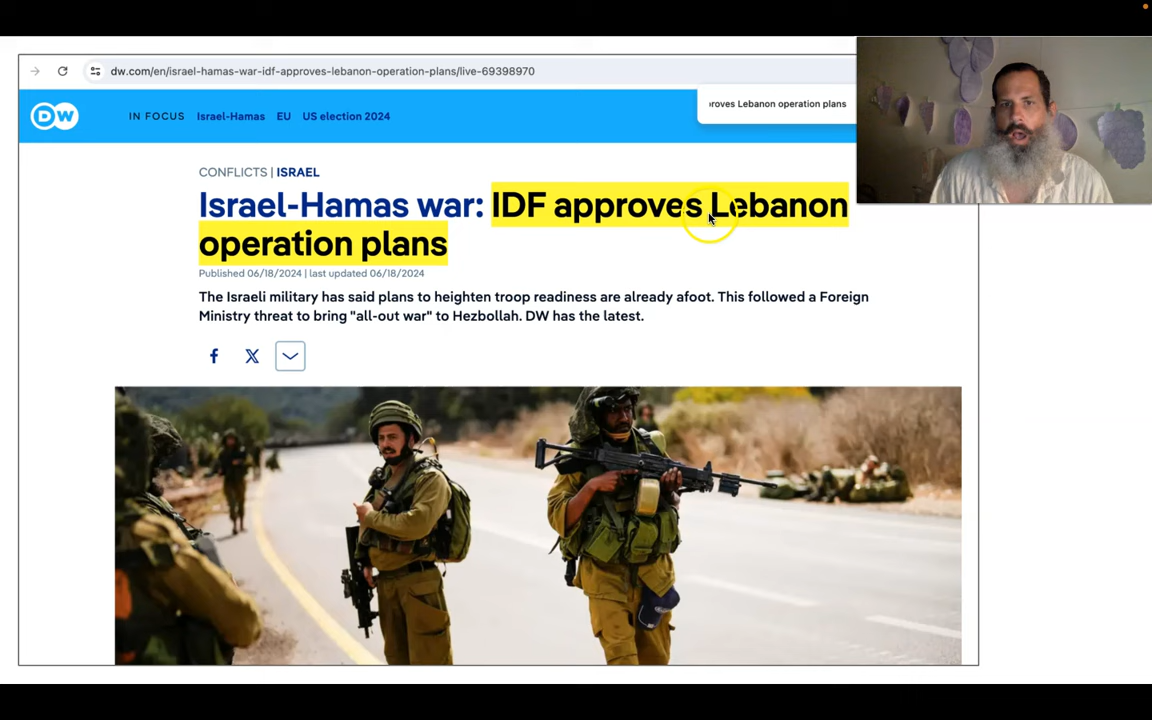 dw.com/en/israel-hamas-war-idf-approves-lebanon-operation-plans/live-69398970
roves Lebanon operation plans
DW
IN FOCUS Israel-Hamas EU US election 2024
CONFLICTS | ISRAEL
Israel-Hamas war: IDF approves Lebanon
operation plans
Published 06/18/2024 | last updated 06/18/2024
The Israeli military has said plans to heighten troop readiness are already afoot. This followed a Foreign
Ministry threat to bring "all-out war" to Hezbollah. DW has the latest.